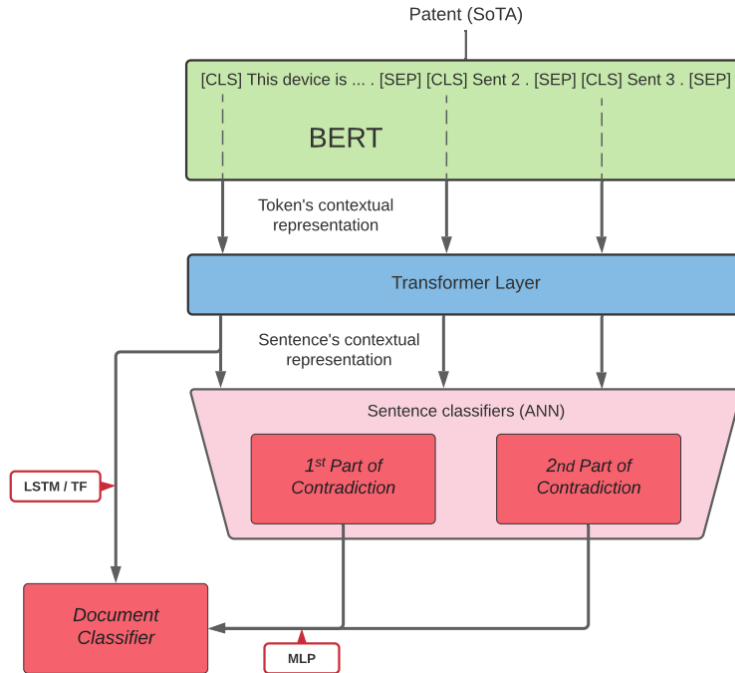 Patent (SoTA)
[CLS] This device is ... . [SEP] [CLS] Sent 2 . [SEP] [CLS] Sent 3 . [SEP]
BERT
Token's contextual
representation
Transformer Layer
Sentence's contextual
representation
Sentence classifiers (ANN)
1st Part of
Contradiction
2nd Part of
Contradiction
LSTM / TF
Document
Classifier
MLP